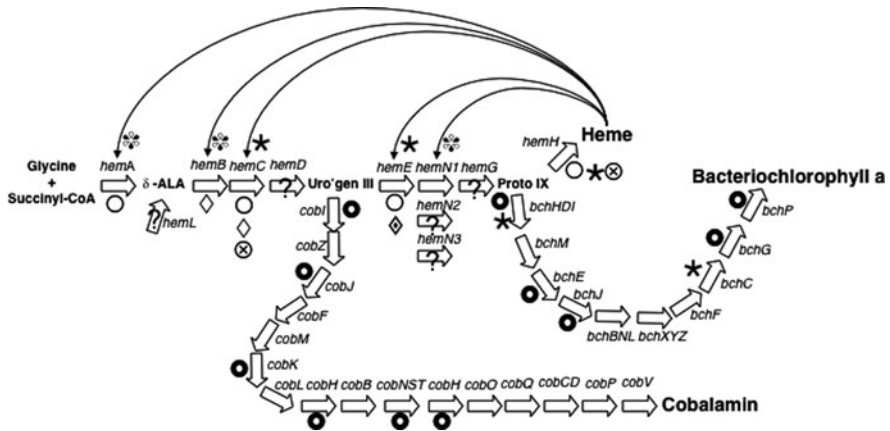 Heme
hemH
Bacteriochlorophyll a
hemA
hemB
hemC
hemD
hemE
hemN1
hemG
Glycine
+
Succinyl-CoA
δ -ALA
Uro'gen III
Proto IX
?
?
? hemL
hemN2
?
hemN3
?
cobI
cobZ
cobJ
cobF
cobM
cobK
bchHDI
bchM
bchE
bchJ
bchBNL
bchXYZ
bchF
bchC
bchG
bchP
cobL cobH cobB cobNST cobH cobO cobQ cobCD cobP cobV
Cobalamin